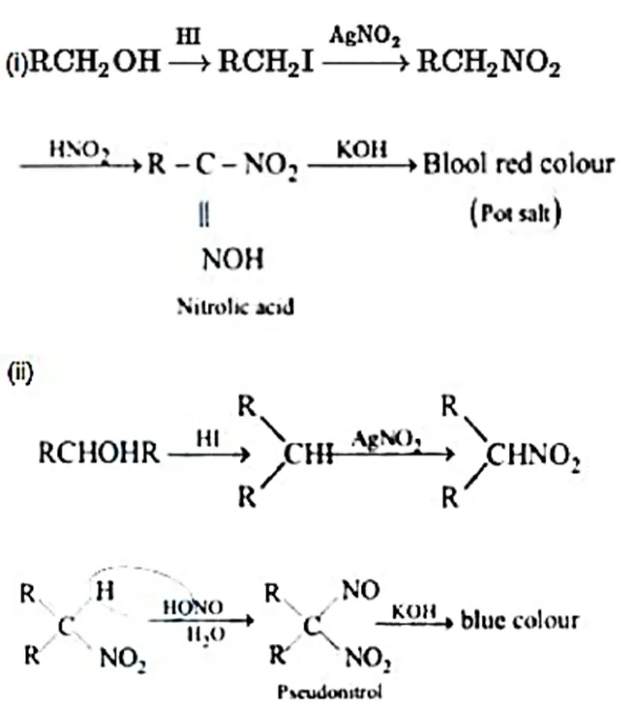 (i)RCH₂OH —HI→ RCH₂I —AgNO₂→ RCH₂NO₂
—HNO₂→ R – C – NO₂ —KOH→ Blool red colour
|| (Pot salt)
NOH
Nitrolic acid
(ii)
R R
RCHOHR —HI→ CHI —AgNO₂→ CHNO₂
R R
R H R NO
C —HONO / H₂O→ C —KOH→ blue colour
R NO₂ R NO₂
Pseudonitrol